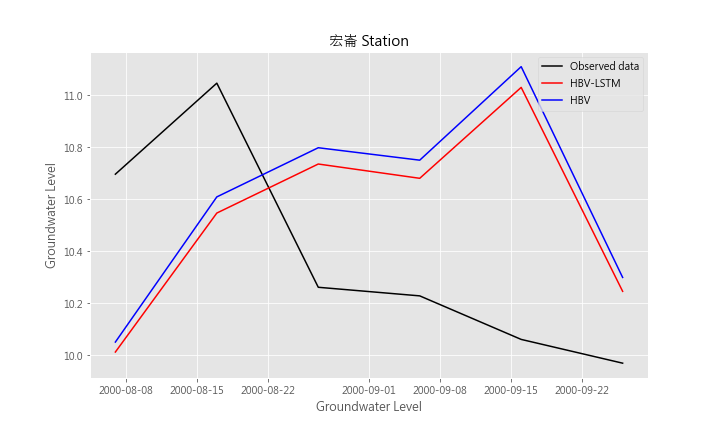 宏崙 Station
Observed data
HBV-LSTM
HBV
Groundwater Level
11.0
10.8
10.6
10.4
10.2
10.0
2000-08-08 2000-08-15 2000-08-22 2000-09-01 2000-09-08 2000-09-15 2000-09-22
Groundwater Level